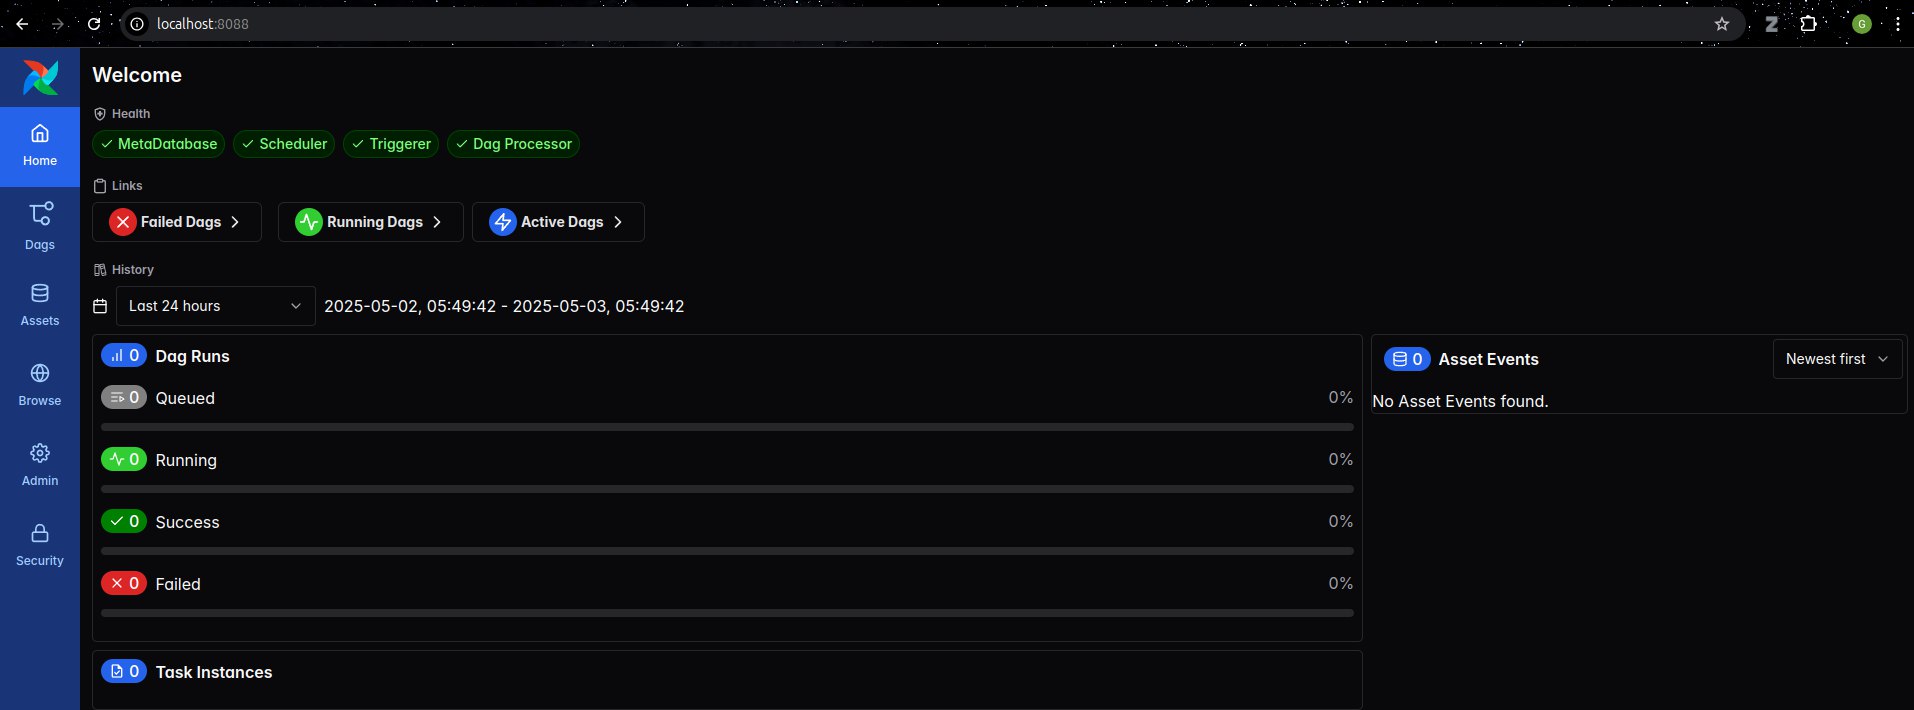 localhost:8088
G
Welcome
Health
MetaDatabase Scheduler Triggerer Dag Processor
Home
Links
Failed Dags Running Dags Active Dags
Dags
History
Last 24 hours 2025-05-02, 05:49:42 - 2025-05-03, 05:49:42
Assets
0 Dag Runs
0 Asset Events Newest first
Queued 0%
0
Browse
No Asset Events found.
0 Running 0%
Admin
0 Success 0%
Security
0 Failed 0%
0 Task Instances